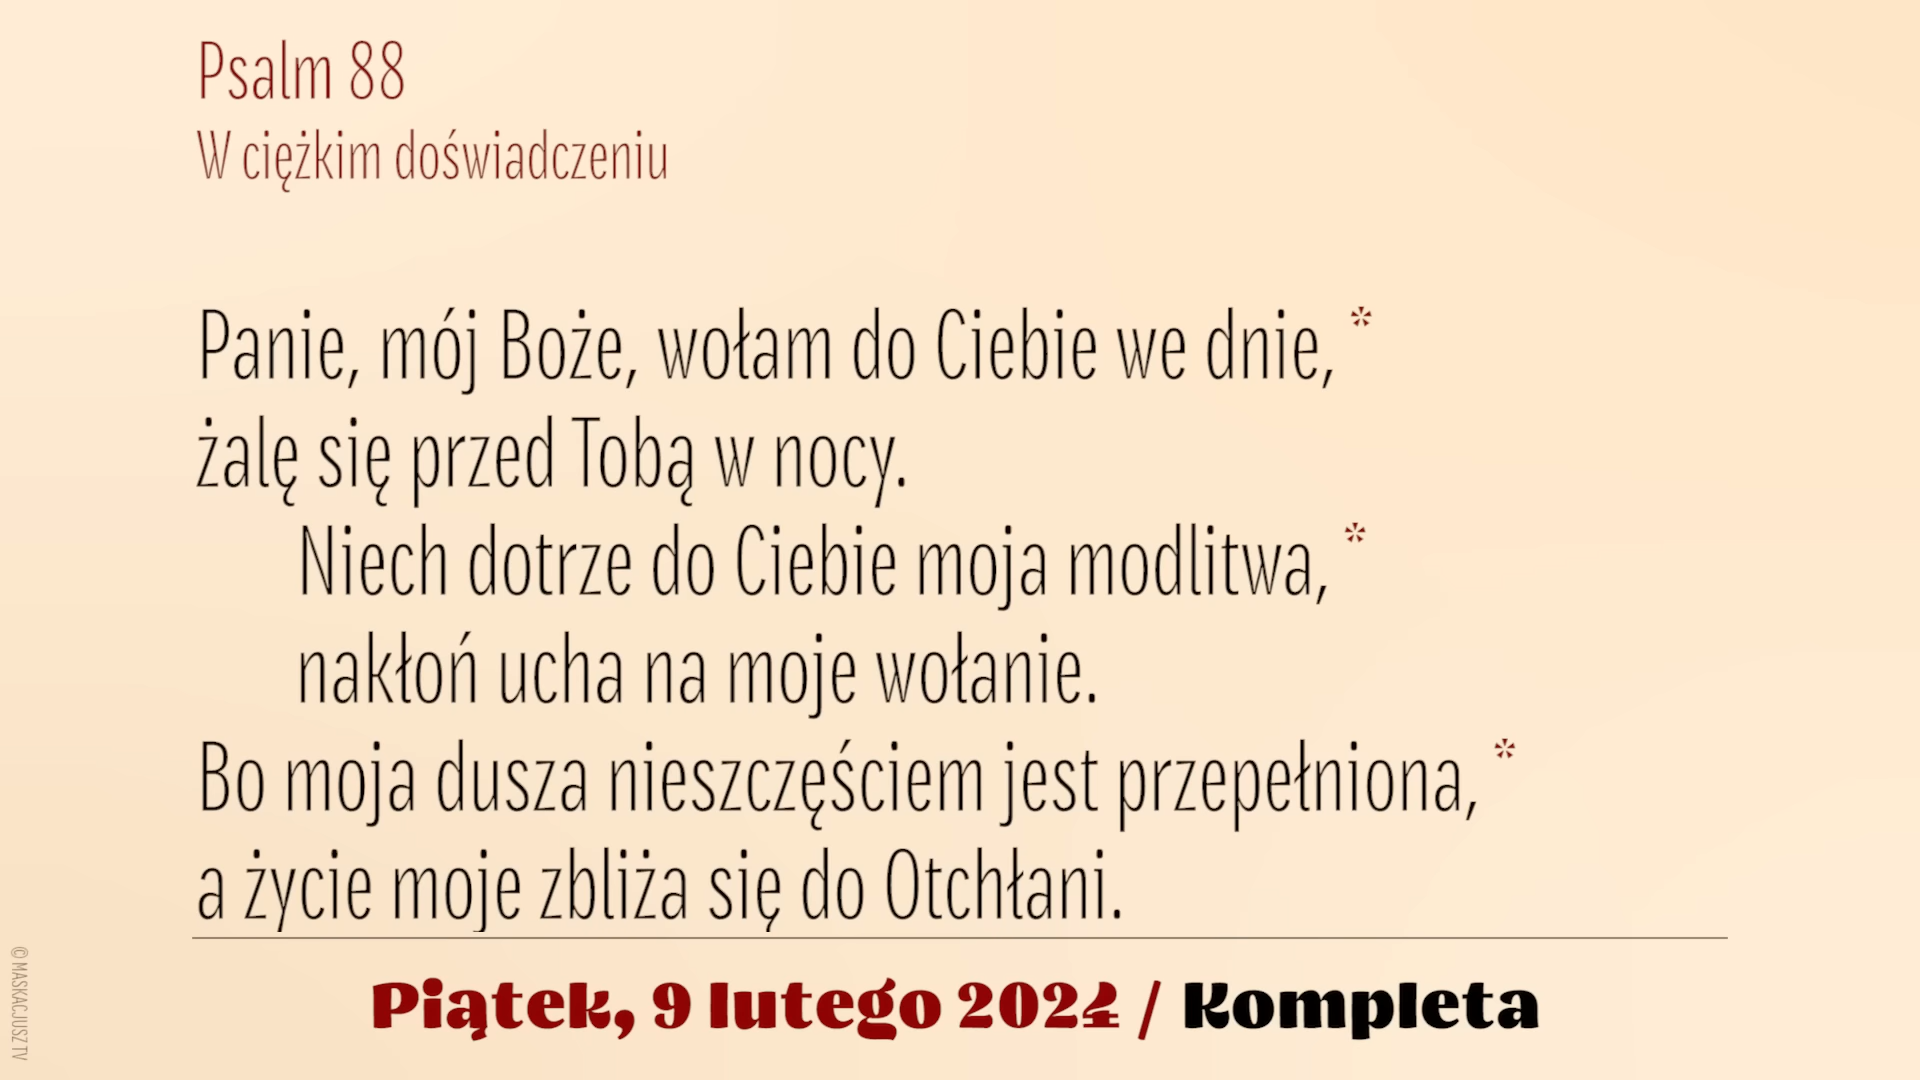 Psalm 88
W ciężkim doświadczeniu
Panie, mój Boże, wołam do Ciebie we dnie, *
żalę się przed Tobą w nocy.
Niech dotrze do Ciebie moja modlitwa, *
nakłoń ucha na moje wołanie.
Bo moja dusza nieszczęściem jest przepełniona, *
a życie moje zbliża się do Otchłani.
Piątek, 9 lutego 2024 / Kompleta
© MASKACJUSZ TV